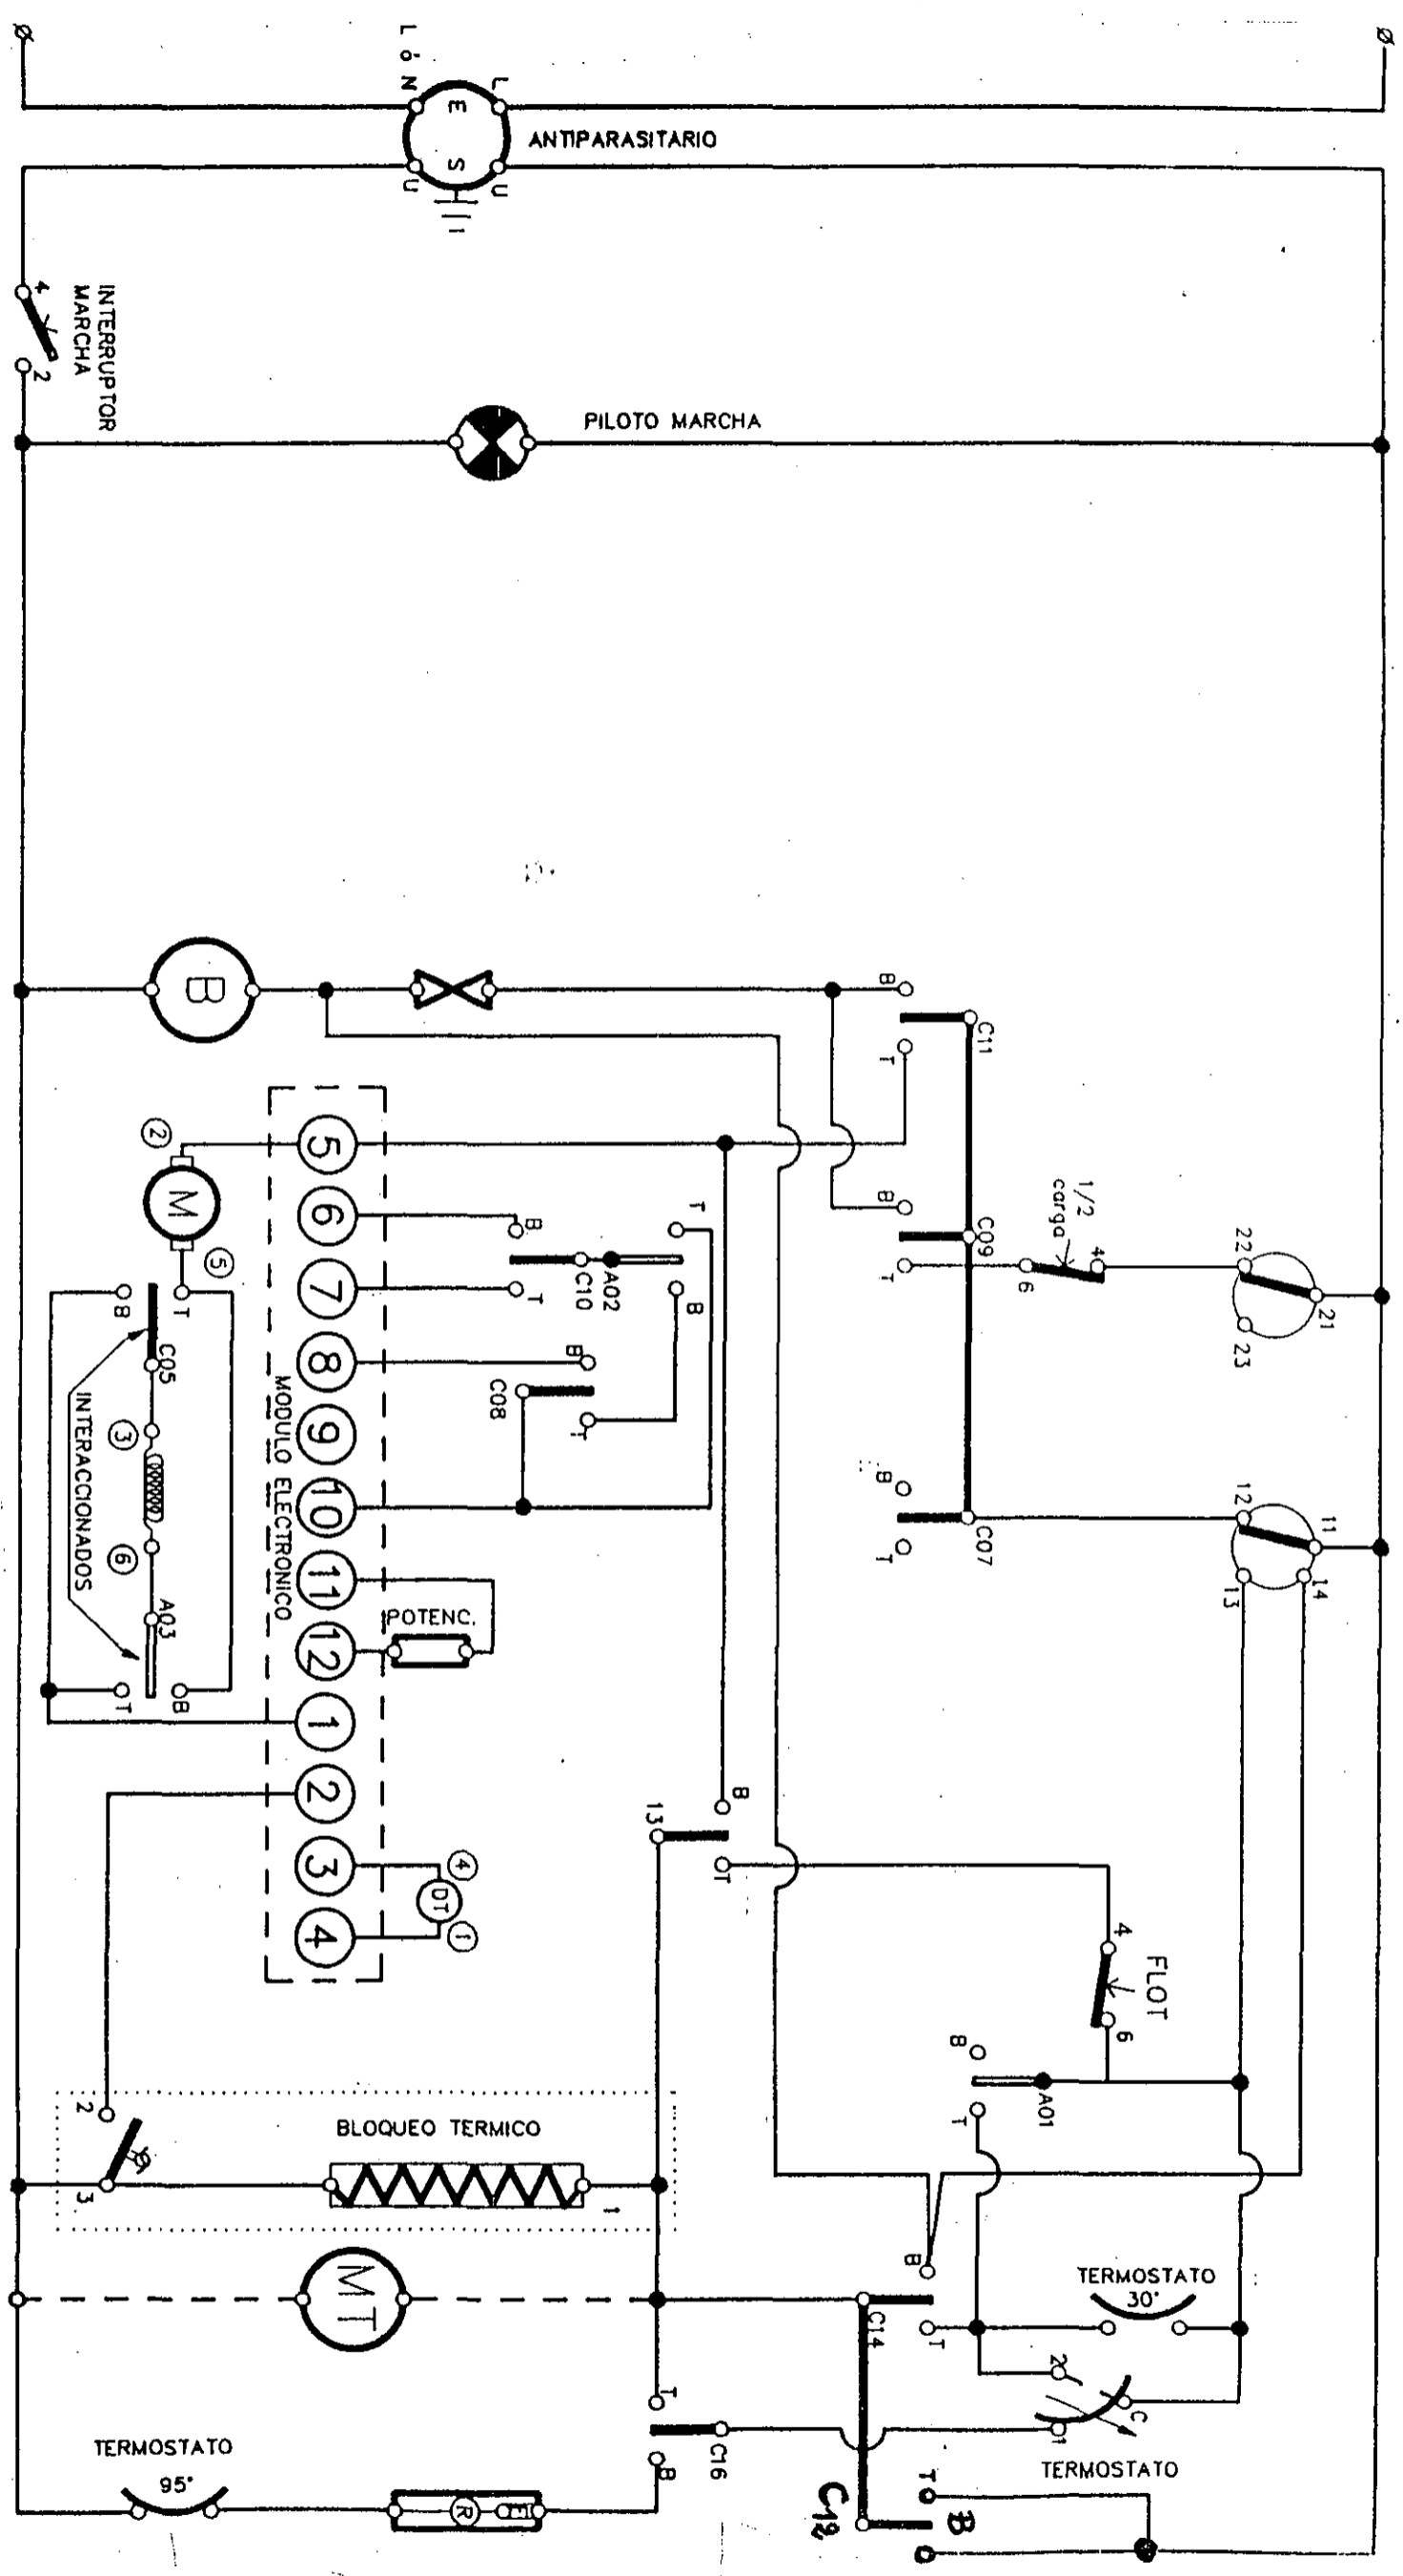 Ø
Ø
L ó N
L
E
S
U
U
ANTIPARASITARIO
4
2
INTERRUPTOR
MARCHA
PILOTO MARCHA
B
B
T
C11
B
T
C09
6
4
1/2
carga
22
21
23
B
T
C07
12
11
13
14
2
M
5
T
B
C05
3
6
A03
T
B
INTERACCIONADOS
5
6
7
8
9
10
11
12
1
2
3
4
MODULO ELECTRONICO
B
T
C10
A02
T
B
B
T
C08
POTENC.
4
DT
1
13
B
T
4
FLOT
6
B
T
A01
2
3
1
BLOQUEO TERMICO
MT
B
T
C14
TERMOSTATO
30°
2
C
1
TERMOSTATO
T
B
C16
T
B
C12
TERMOSTATO
95°
R